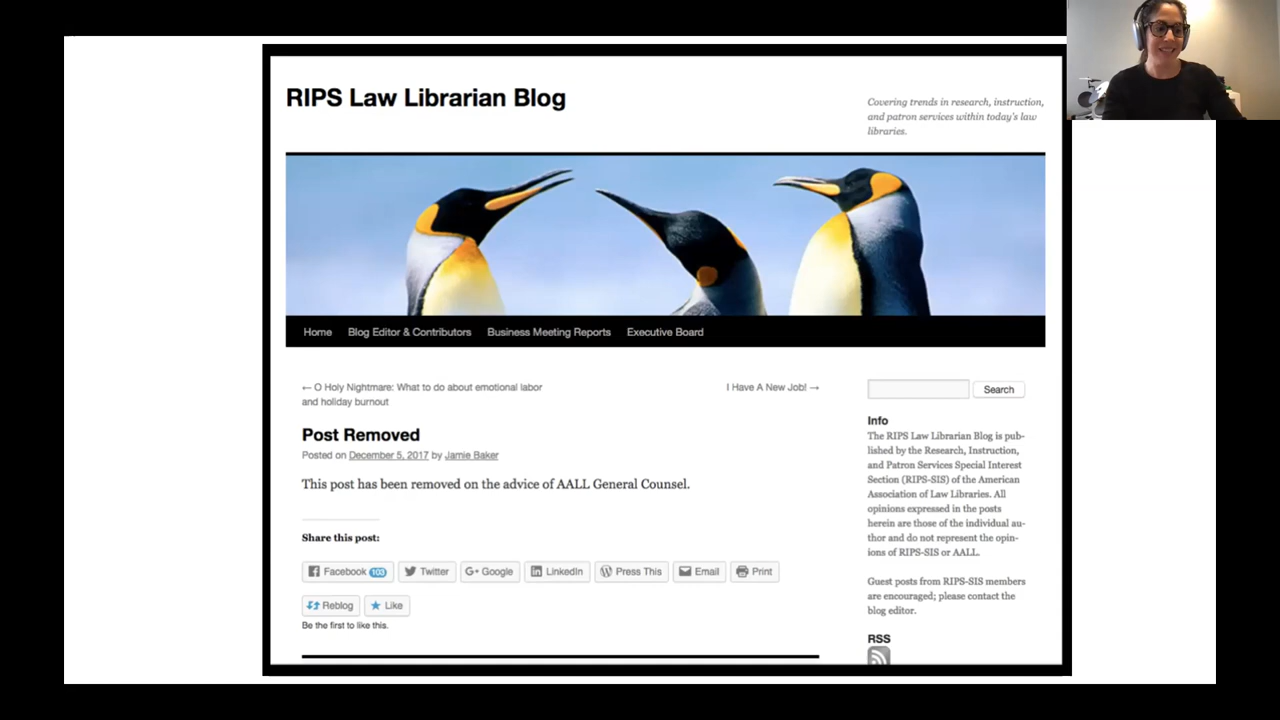 RIPS Law Librarian Blog
Covering trends in research, instruction,
and patron services within today's law
libraries.
Home
Blog Editor & Contributors
Business Meeting Reports
Executive Board
← O Holy Nightmare: What to do about emotional labor
and holiday burnout
I Have A New Job! →
Post Removed
Posted on December 5, 2017 by Jamie Baker
This post has been removed on the advice of AALL General Counsel.
Share this post:
Facebook 103
Twitter
G+ Google
LinkedIn
Press This
Email
Print
Reblog
Like
Be the first to like this.
Search
Info
The RIPS Law Librarian Blog is pub-
lished by the Research, Instruction,
and Patron Services Special Interest
Section (RIPS-SIS) of the American
Association of Law Libraries. All
opinions expressed in the posts
herein are those of the individual au-
thor and do not represent the opin-
ions of RIPS-SIS or AALL.
Guest posts from RIPS-SIS members
are encouraged; please contact the
blog editor.
RSS